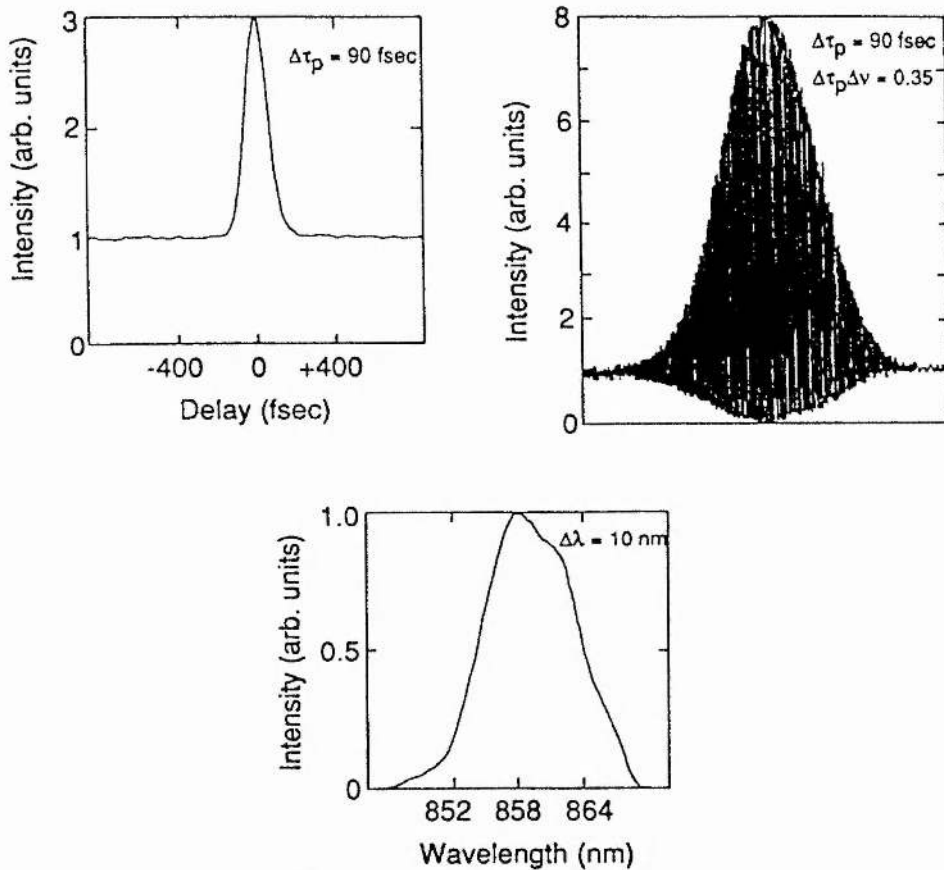 Intensity (arb. units)
3
2
1
0
Δτp = 90 fsec
-400 0 +400
Delay (fsec)
Intensity (arb. units)
8
6
4
2
0
Δτp = 90 fsec
ΔτpΔν = 0.35
Intensity (arb. units)
1.0
0.5
0
Δλ = 10 nm
852 858 864
Wavelength (nm)